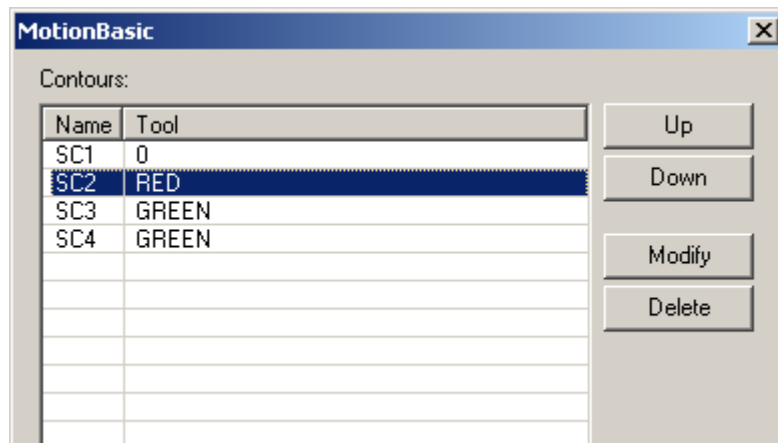 MotionBasic
Contours:
Name Tool
SC1 0
SC2 RED
SC3 GREEN
SC4 GREEN
Up
Down
Modify
Delete